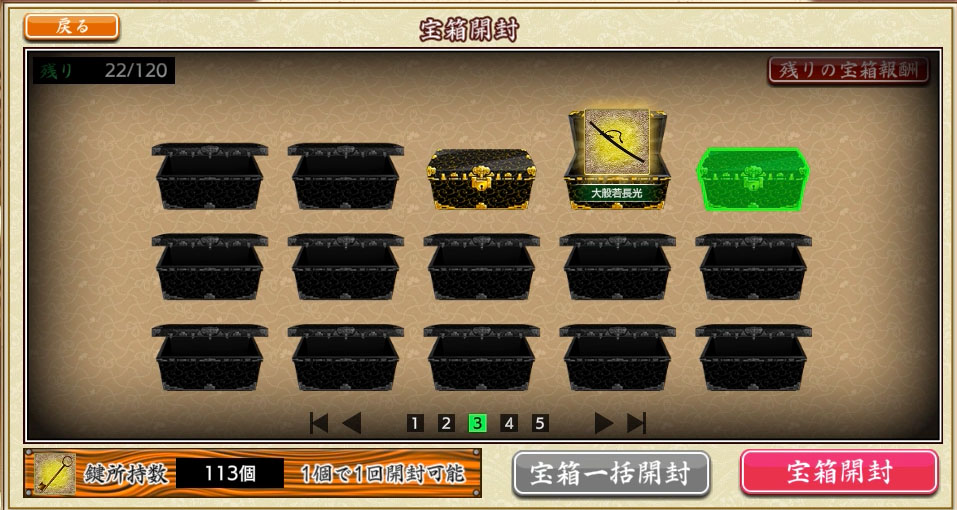 戻る
宝箱開封
残り 22/120
残りの宝箱報酬
大般若長光
1 2 3 4 5
鍵所持数 113個 1個で1回開封可能
宝箱一括開封
宝箱開封